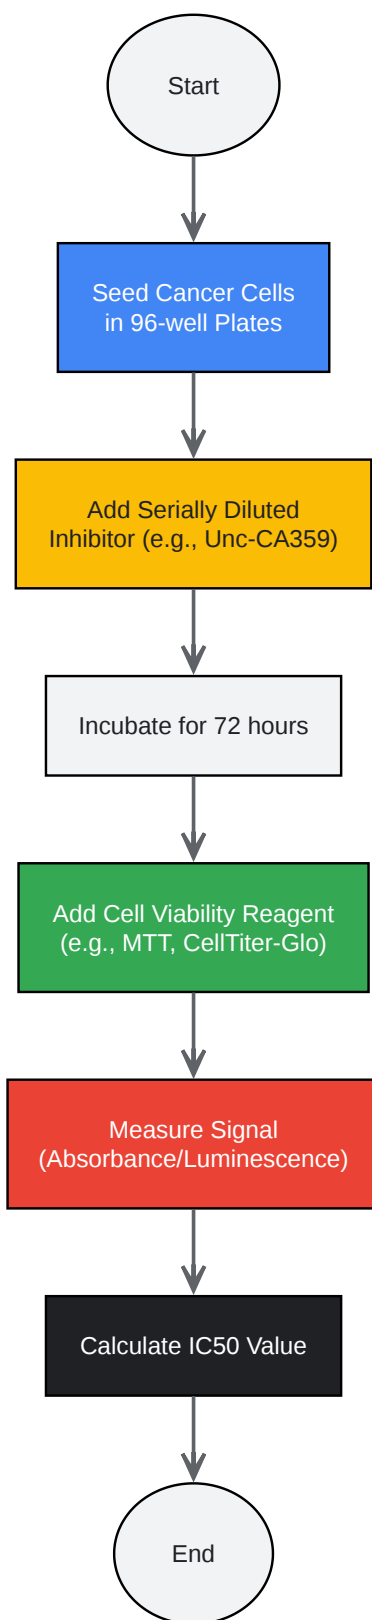 Start
Seed Cancer Cells
in 96-well Plates
Add Serially Diluted
Inhibitor (e.g., Unc-CA359)
Incubate for 72 hours
Add Cell Viability Reagent
(e.g., MTT, CellTiter-Glo)
Measure Signal
(Absorbance/Luminescence)
Calculate IC50 Value
End